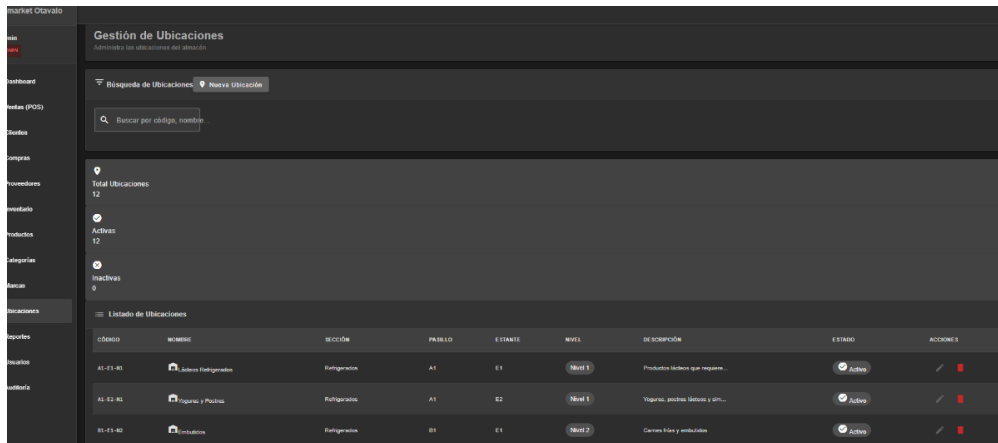 market Otavalo
Gestión de Ubicaciones
Administra las ubicaciones del almacén
Dashboard
Ventas (POS)
Clientes
Compras
Proveedores
Inventario
Productos
Categorías
Marcas
Ubicaciones
Reportes
Usuarios
Auditoría
Búsqueda de Ubicaciones Nueva Ubicación
Buscar por código, nombre...
Total Ubicaciones
12
Activas
12
Inactivas
0
Listado de Ubicaciones
CÓDIGO NOMBRE SECCIÓN PASILLO ESTANTE NIVEL DESCRIPCIÓN ESTADO ACCIONES
A1-E1-N1 Lácteos Refrigerados Refrigerados A1 E1 Nivel 1 Productos lácteos que requiere... Activo
A1-E2-N1 Yogures y Postres Refrigerados A1 E2 Nivel 1 Yogures, postres lácteos y sim... Activo
B1-E1-N2 Embutidos Refrigerados B1 E1 Nivel 2 Carnes frías y embutidos Activo